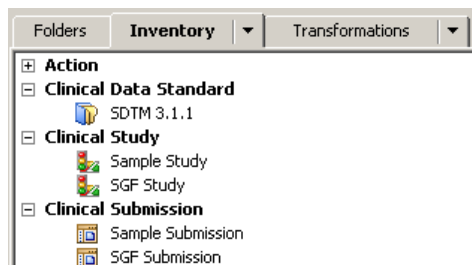 Folders Inventory Transformations
Action
Clinical Data Standard
SDTM 3.1.1
Clinical Study
Sample Study
SGF Study
Clinical Submission
Sample Submission
SGF Submission